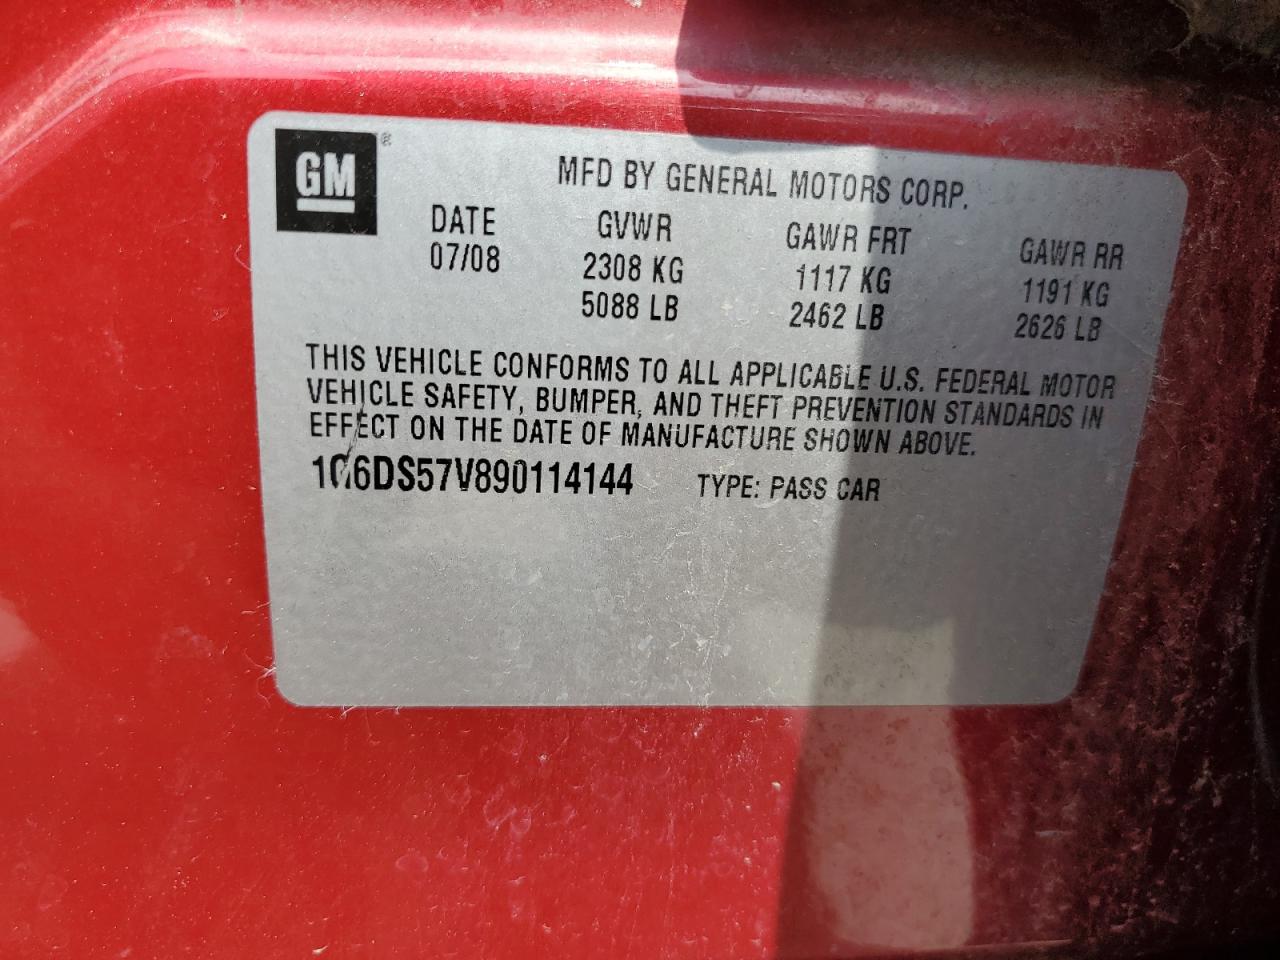 GM®
MFD BY GENERAL MOTORS CORP.
DATE GVWR GAWR FRT GAWR RR
07/08 2308 KG 1117 KG 1191 KG
5088 LB 2462 LB 2626 LB
THIS VEHICLE CONFORMS TO ALL APPLICABLE U.S. FEDERAL MOTOR
VEHICLE SAFETY, BUMPER, AND THEFT PREVENTION STANDARDS IN
EFFECT ON THE DATE OF MANUFACTURE SHOWN ABOVE.
1G6DS57V890114144 TYPE: PASS CAR